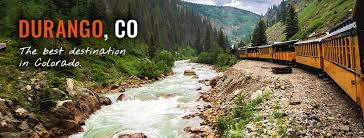 DURANGO, CO
The best destination
in Colorado.